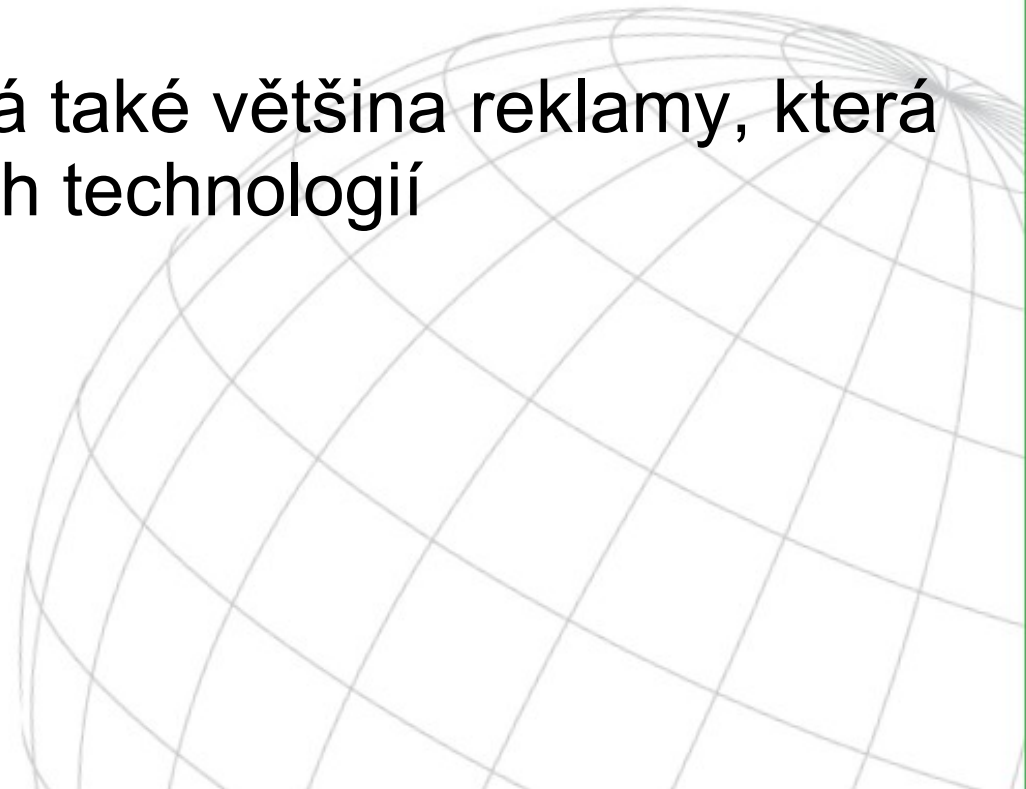 á také většina reklamy, která
h technologií